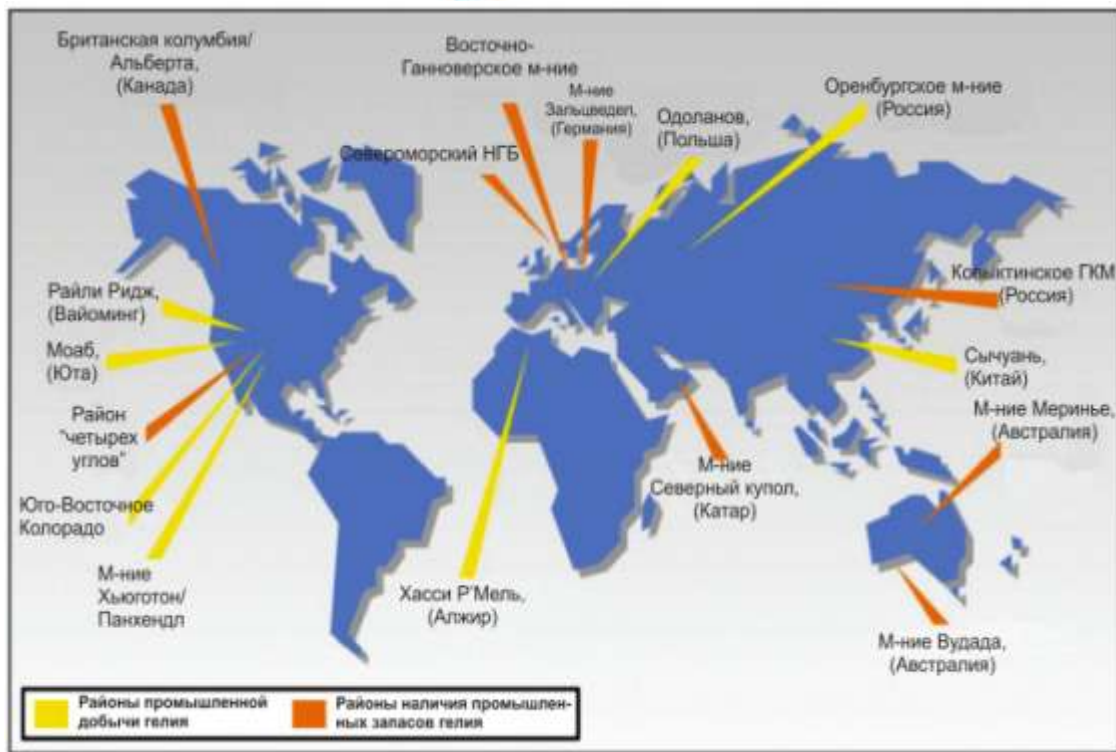 Британская колумбия/
Альберта,
(Канада)
Восточно-
Ганноверское м-ние
М-ние
Зальцведел,
(Германия)
Одоланов,
(Польша)
Оренбургское м-ние
(Россия)
Североморский НГБ
Райли Ридж,
(Вайоминг)
Моаб,
(Юта)
Район
"четырех
углов"
Юго-Восточное
Колорадо
М-ние
Хьюготон/
Панхендл
Хасси Р'Мель,
(Алжир)
М-ние
Северный купол,
(Катар)
Ковыктинское ГКМ
(Россия)
Сычуань,
(Китай)
М-ние Меринье,
(Австралия)
М-ние Вудада,
(Австралия)
Районы промышленной
добычи гелия
Районы наличия промышлен-
ных запасов гелия